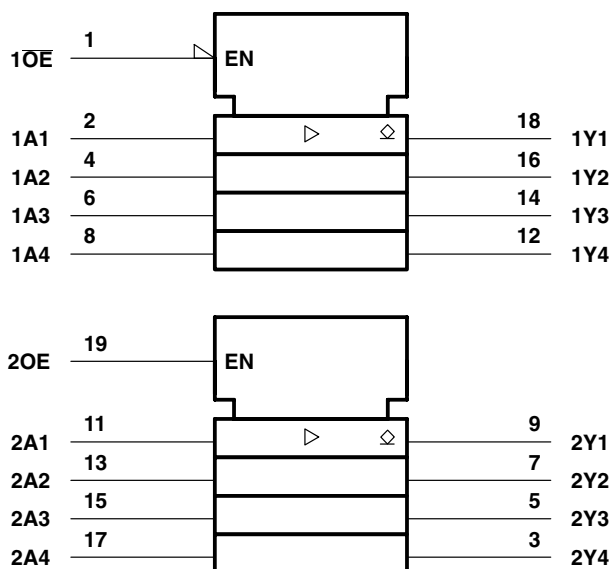 1O̅E̅ 1 EN
1A1 2 18 1Y1
1A2 4 16 1Y2
1A3 6 14 1Y3
1A4 8 12 1Y4
2OE 19 EN
2A1 11 9 2Y1
2A2 13 7 2Y2
2A3 15 5 2Y3
2A4 17 3 2Y4